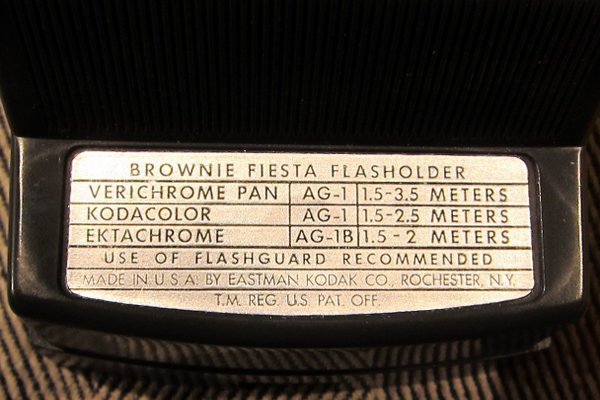 BROWNIE FIESTA FLASHOLDER
VERICHROME PAN AG-1 1.5-3.5 METERS
KODACOLOR AG-1 1.5-2.5 METERS
EKTACHROME AG-1B 1.5-2 METERS
USE OF FLASHGUARD RECOMMENDED
MADE IN U.S.A. BY EASTMAN KODAK CO., ROCHESTER, N.Y.
T.M. REG. U.S. PAT. OFF.